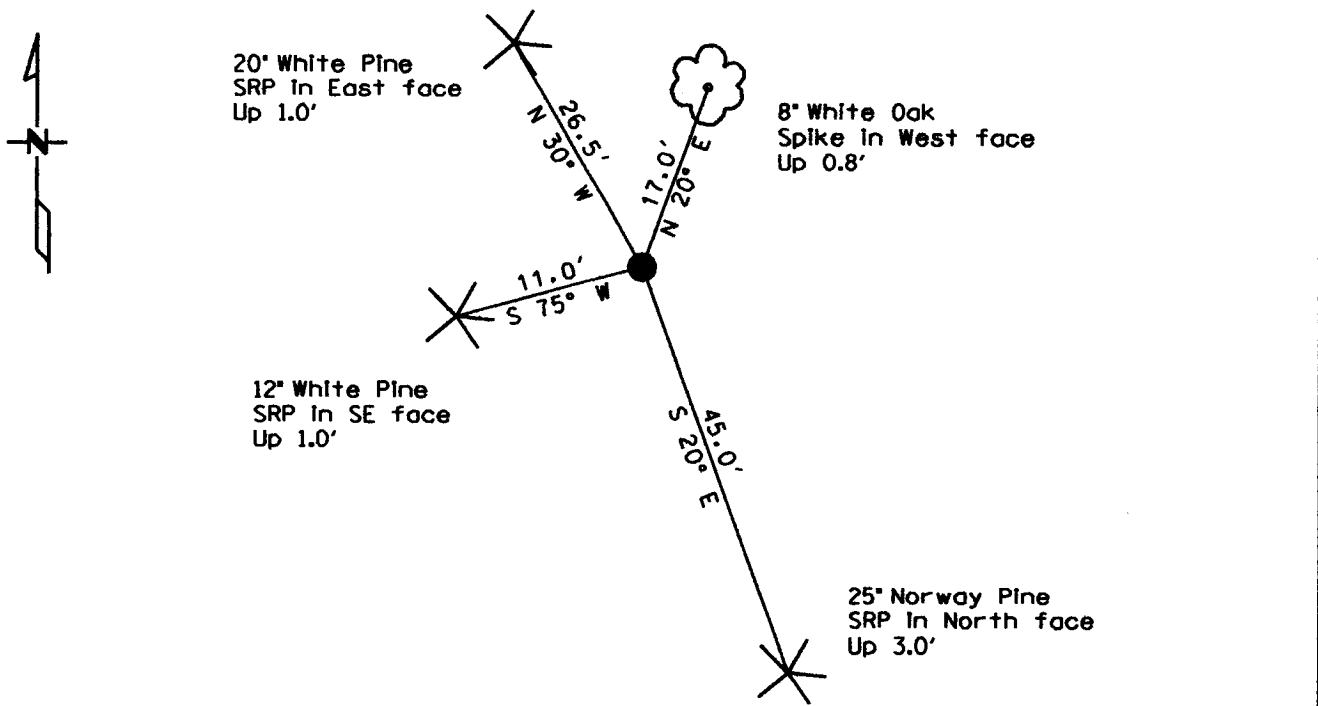 20" White Pine
SRP in East face
Up 1.0'
8" White Oak
Spike in West face
Up 0.8'
26.5'
N 30° W
17.0'
N 20° E
N
11.0'
S 75° W
12" White Pine
SRP in SE face
Up 1.0'
45.0'
S 20° E
25" Norway Pine
SRP in North face
Up 3.0'